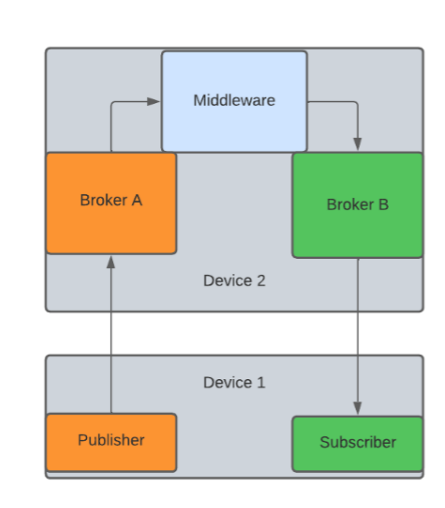 Middleware
Broker A
Broker B
Device 2
Device 1
Publisher
Subscriber